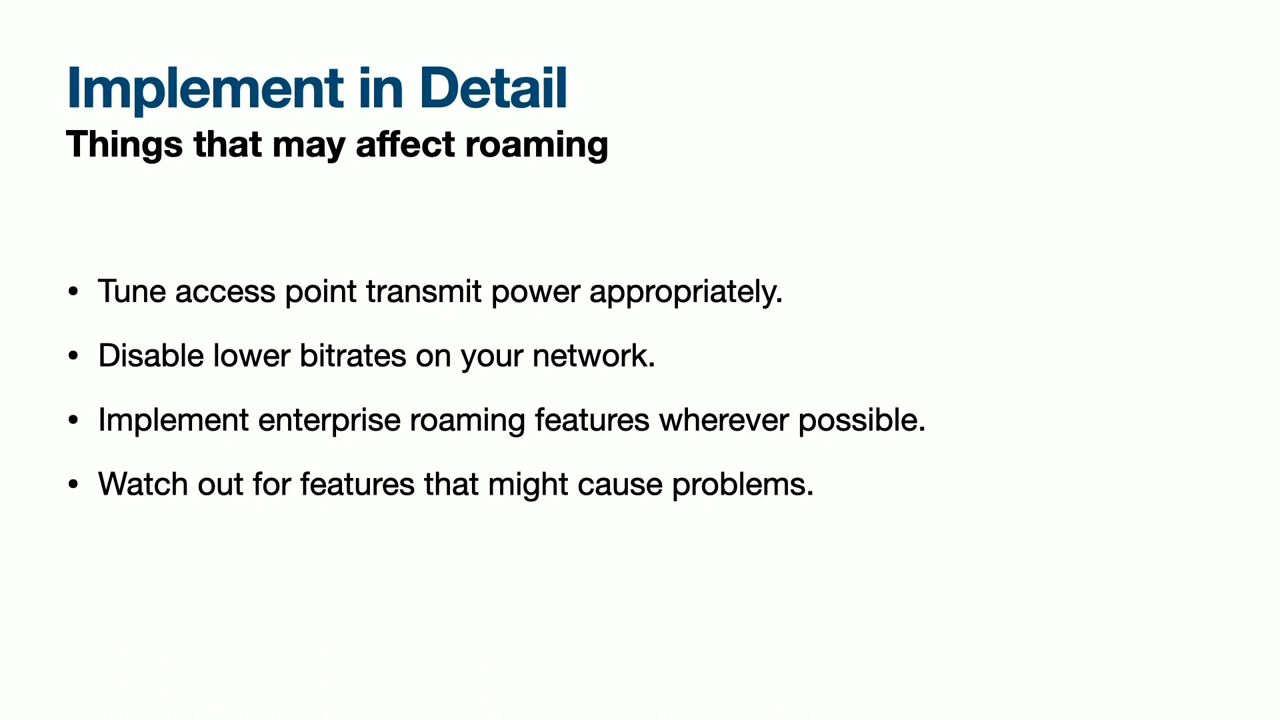 Implement in Detail
Things that may affect roaming
• Tune access point transmit power appropriately.
• Disable lower bitrates on your network.
• Implement enterprise roaming features wherever possible.
• Watch out for features that might cause problems.